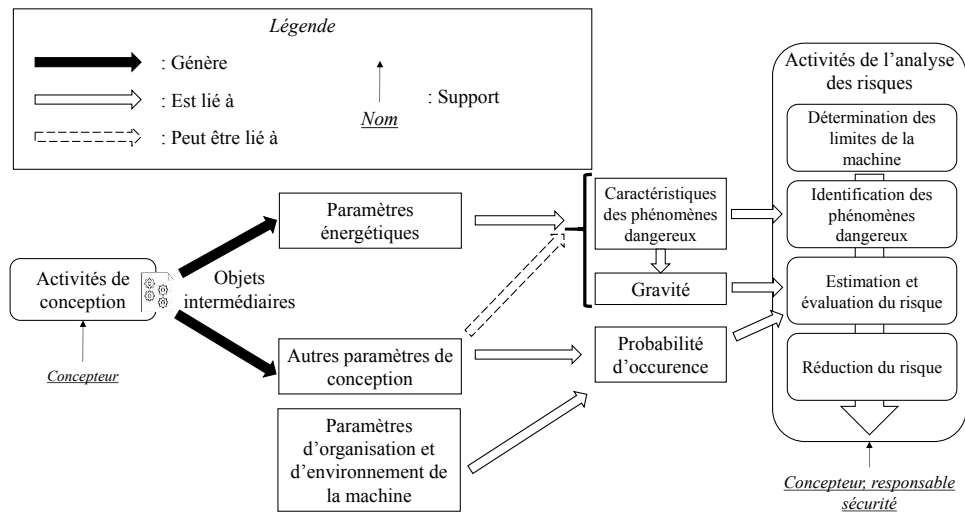 Légende
: Génère
: Est lié à
: Peut être lié à
Nom
: Support
Activités de
conception
Concepteur
Objets
intermédiaires
Paramètres
énergétiques
Autres paramètres de
conception
Paramètres
d’organisation et
d’environnement de
la machine
Caractéristiques
des phénomènes
dangereux
Gravité
Probabilité
d’occurence
Activités de l’analyse
des risques
Détermination des
limites de la
machine
Identification des
phénomènes
dangereux
Estimation et
évaluation du risque
Réduction du risque
Concepteur, responsable
sécurité